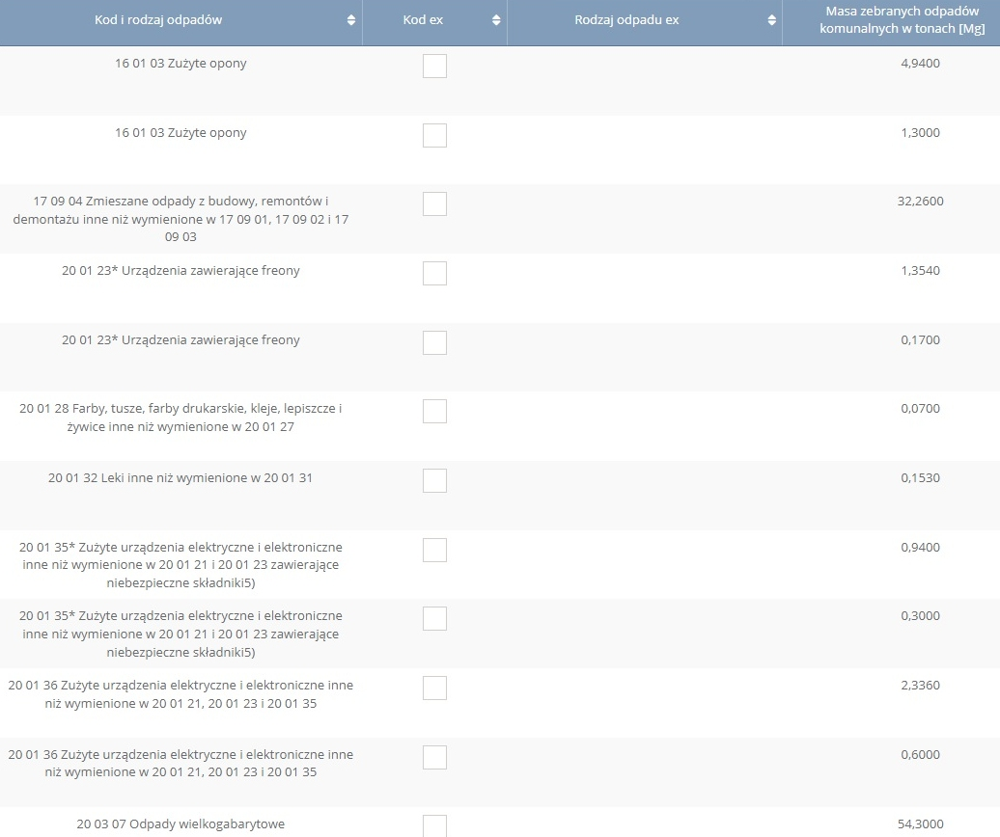 Kod i rodzaj odpadów
Kod ex
Rodzaj odpadu ex
Masa zebranych odpadów
komunalnych w tonach [Mg]
16 01 03 Zużyte opony
4,9400
16 01 03 Zużyte opony
1,3000
17 09 04 Zmieszane odpady z budowy, remontów i
demontażu inne niż wymienione w 17 09 01, 17 09 02 i 17
09 03
32,2600
20 01 23* Urządzenia zawierające freony
1,3540
20 01 23* Urządzenia zawierające freony
0,1700
20 01 28 Farby, tusze, farby drukarskie, kleje, lepiszcze i
żywice inne niż wymienione w 20 01 27
0,0700
20 01 32 Leki inne niż wymienione w 20 01 31
0,1530
20 01 35* Zużyte urządzenia elektryczne i elektroniczne
inne niż wymienione w 20 01 21 i 20 01 23 zawierające
niebezpieczne składniki5)
0,9400
20 01 35* Zużyte urządzenia elektryczne i elektroniczne
inne niż wymienione w 20 01 21 i 20 01 23 zawierające
niebezpieczne składniki5)
0,3000
20 01 36 Zużyte urządzenia elektryczne i elektroniczne inne
niż wymienione w 20 01 21, 20 01 23 i 20 01 35
2,3360
20 01 36 Zużyte urządzenia elektryczne i elektroniczne inne
niż wymienione w 20 01 21, 20 01 23 i 20 01 35
0,6000
20 03 07 Odpady wielkogabarytowe
54,3000